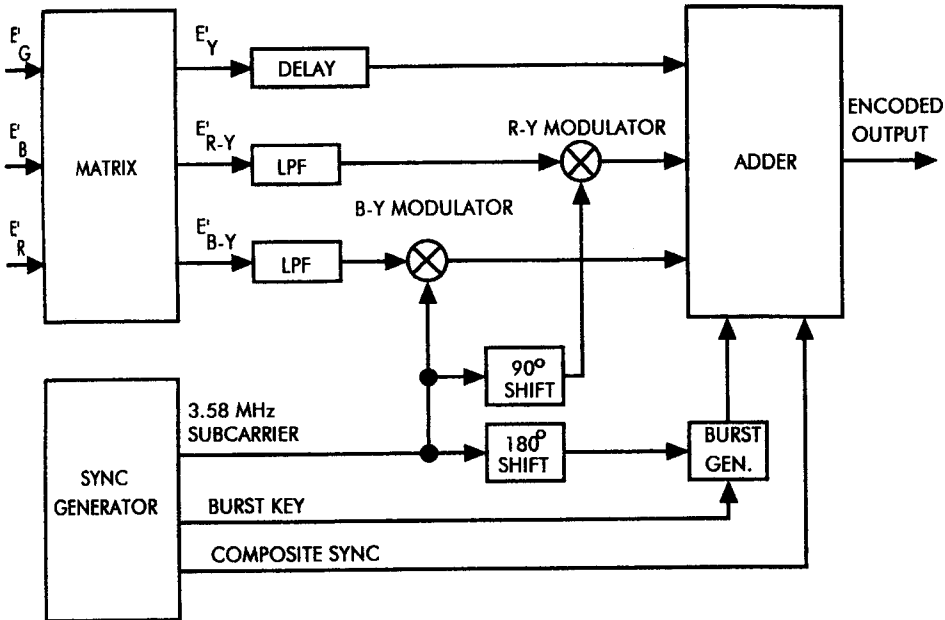 E'G
E'Y
DELAY
ENCODED
OUTPUT
E'B
MATRIX
E'R-Y
LPF
R-Y MODULATOR
ADDER
B-Y MODULATOR
E'R
E'B-Y
LPF
90°
SHIFT
3.58 MHz
SUBCARRIER
180°
SHIFT
BURST
GEN.
SYNC
GENERATOR
BURST KEY
COMPOSITE SYNC